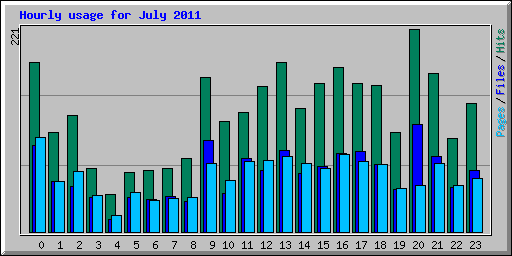 Hourly usage for July 2011
221
Pages / Files / Hits
0 1 2 3 4 5 6 7 8 9 10 11 12 13 14 15 16 17 18 19 20 21 22 23